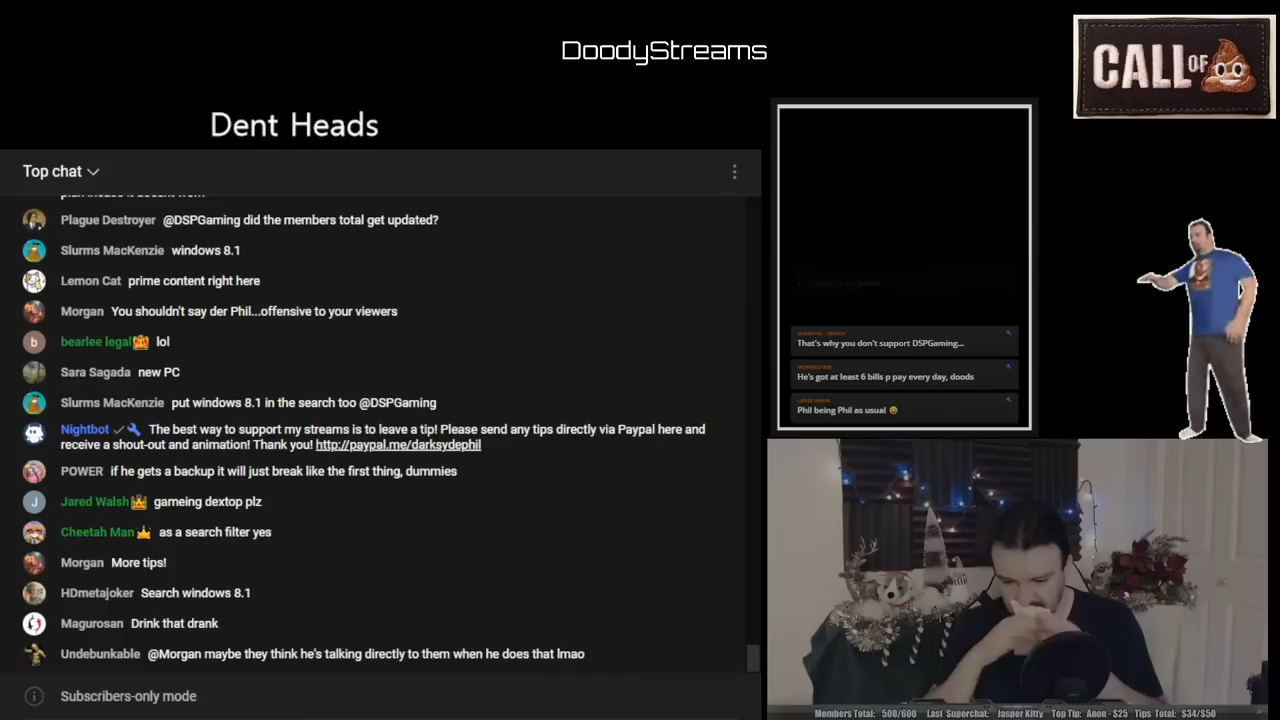 DoodyStreams
CALL OF
Dent Heads
Top chat
Plague Destroyer @DSPGaming did the members total get updated?
Slurms MacKenzie windows 8.1
Lemon Cat prime content right here
Morgan You shouldn't say der Phil...offensive to your viewers
bearlee legal lol
Sara Sagada new PC
Slurms MacKenzie put windows 8.1 in the search too @DSPGaming
Nightbot The best way to support my streams is to leave a tip! Please send any tips directly via Paypal here and
receive a shout-out and animation! Thank you! http://paypal.me/darksydephil
POWER if he gets a backup it will just break like the first thing, dummies
Jared Walsh gameing dextop plz
Cheetah Man as a search filter yes
Morgan More tips!
HDmetajoker Search windows 8.1
Magurosan Drink that drank
Undebunkable @Morgan maybe they think he's talking directly to them when he does that lmao
Subscribers-only mode
That's why you don't support DSPGaming...
He's got at least 6 bills p pay every day, doods
Phil being Phil as usual
Members Total: 500/600 Last Superchat: Jasper Kitty Top Tip: Anon - $25 Tips Total: $34/$50